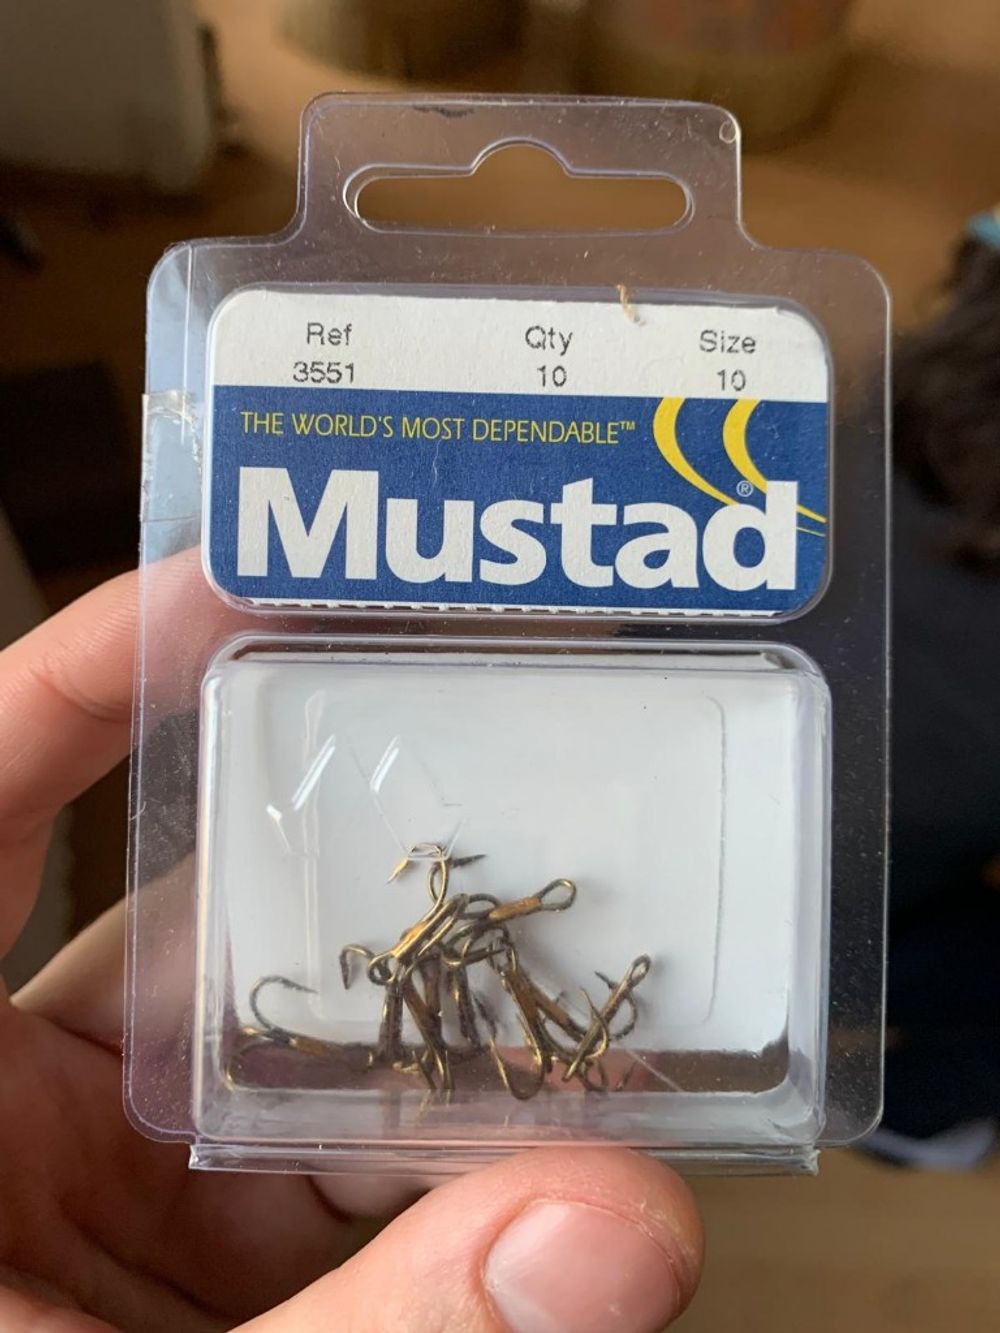 Ref Qty Size
3551 10 10
THE WORLD'S MOST DEPENDABLE™
Mustad®